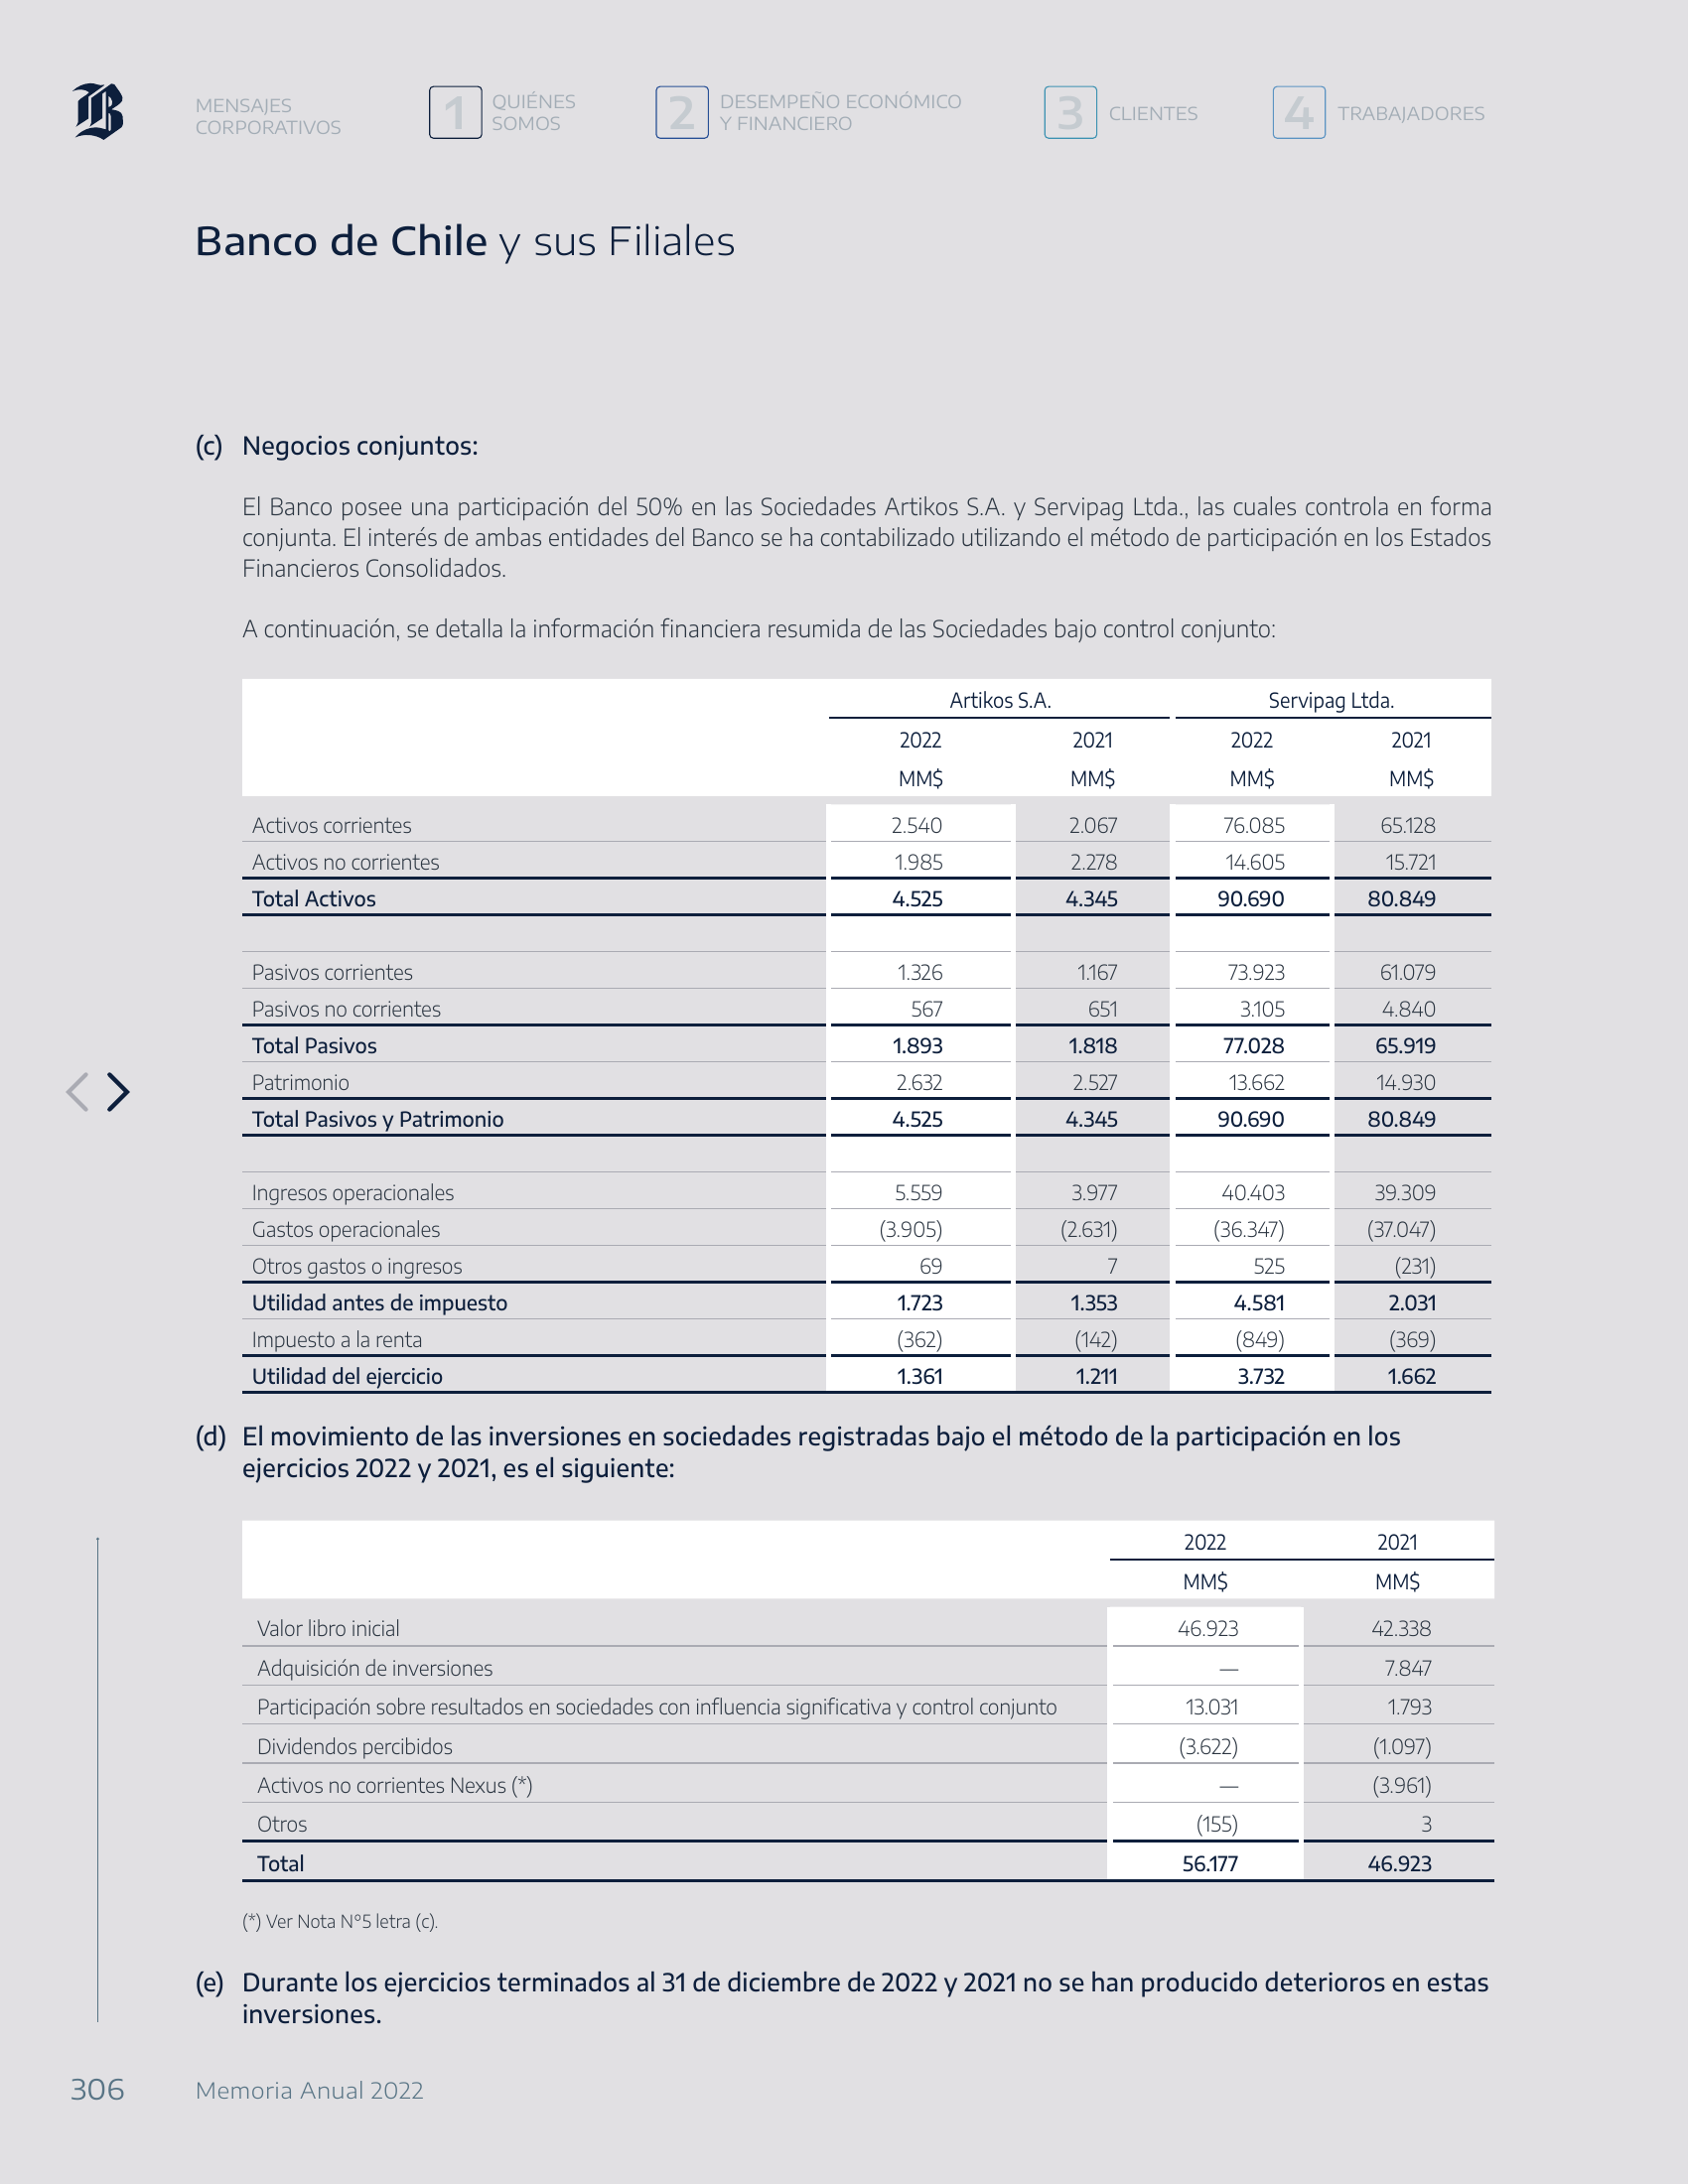 MENSAJES
CORPORATIVOS
1 QUIÉNES
SOMOS
2 DESEMPEÑO ECONÓMICO
Y FINANCIERO
3 CLIENTES
4 TRABAJADORES
Banco de Chile y sus Filiales
(c) Negocios conjuntos:
El Banco posee una participación del 50% en las Sociedades Artikos S.A. y Servipag Ltda., las cuales controla en forma
conjunta. El interés de ambas entidades del Banco se ha contabilizado utilizando el método de participación en los Estados
Financieros Consolidados.
A continuación, se detalla la información financiera resumida de las Sociedades bajo control conjunto:
Artikos S.A. Servipag Ltda.
2022 2021 2022 2021
MM$ MM$ MM$ MM$
Activos corrientes 2.540 2.067 76.085 65.128
Activos no corrientes 1.985 2.278 14.605 15.721
Total Activos 4.525 4.345 90.690 80.849
Pasivos corrientes 1.326 1.167 73.923 61.079
Pasivos no corrientes 567 651 3.105 4.840
Total Pasivos 1.893 1.818 77.028 65.919
Patrimonio 2.632 2.527 13.662 14.930
Total Pasivos y Patrimonio 4.525 4.345 90.690 80.849
Ingresos operacionales 5.559 3.977 40.403 39.309
Gastos operacionales (3.905) (2.631) (36.347) (37.047)
Otros gastos o ingresos 69 7 525 (231)
Utilidad antes de impuesto 1.723 1.353 4.581 2.031
Impuesto a la renta (362) (142) (849) (369)
Utilidad del ejercicio 1.361 1.211 3.732 1.662
(d) El movimiento de las inversiones en sociedades registradas bajo el método de la participación en los
ejercicios 2022 y 2021, es el siguiente:
2022 2021
MM$ MM$
Valor libro inicial 46.923 42.338
Adquisición de inversiones — 7.847
Participación sobre resultados en sociedades con influencia significativa y control conjunto 13.031 1.793
Dividendos percibidos (3.622) (1.097)
Activos no corrientes Nexus (*) — (3.961)
Otros (155) 3
Total 56.177 46.923
(*) Ver Nota N°5 letra (c).
(e) Durante los ejercicios terminados al 31 de diciembre de 2022 y 2021 no se han producido deterioros en estas
inversiones.
306 Memoria Anual 2022